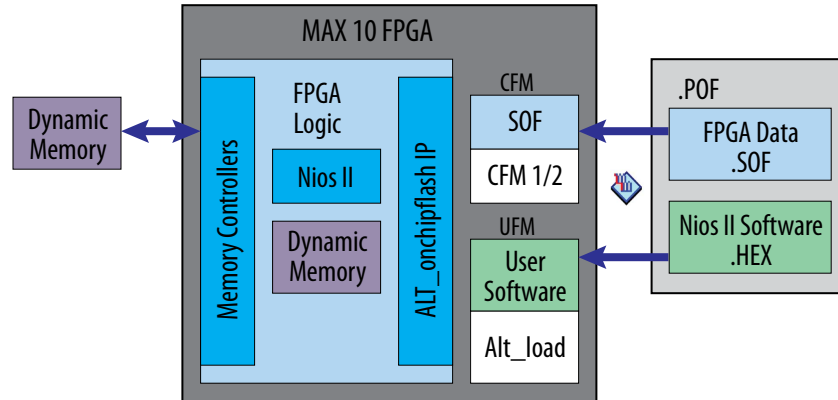 MAX 10 FPGA
Dynamic
Memory
Memory Controllers
FPGA
Logic
Nios II
Dynamic
Memory
ALT_onchipflash IP
CFM
SOF
CFM 1/2
UFM
User
Software
Alt_load
.POF
FPGA Data
.SOF
Nios II Software
.HEX